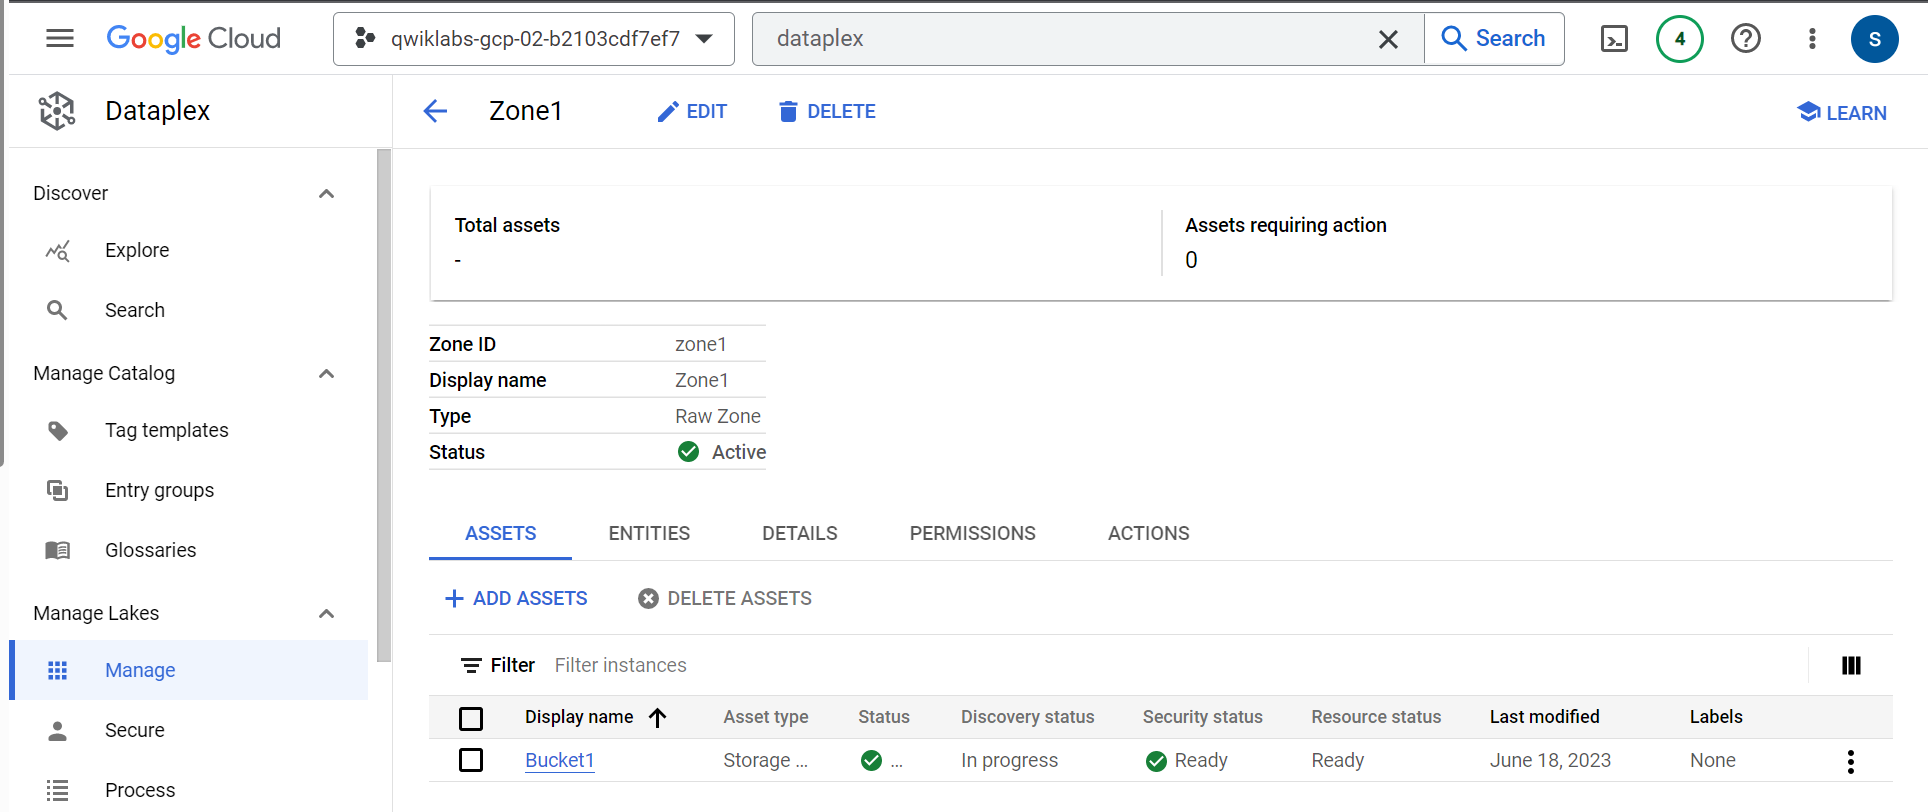 Google Cloud
qwiklabs-gcp-02-b2103cdf7ef7
dataplex
Search
4
S
Dataplex
Zone1
EDIT
DELETE
LEARN
Discover
Explore
Search
Manage Catalog
Tag templates
Entry groups
Glossaries
Manage Lakes
Manage
Secure
Process
Total assets
-
Assets requiring action
0
Zone ID zone1
Display name Zone1
Type Raw Zone
Status Active
ASSETS ENTITIES DETAILS PERMISSIONS ACTIONS
ADD ASSETS DELETE ASSETS
Filter Filter instances
Display name Asset type Status Discovery status Security status Resource status Last modified Labels
Bucket1 Storage ... ... In progress Ready Ready June 18, 2023 None